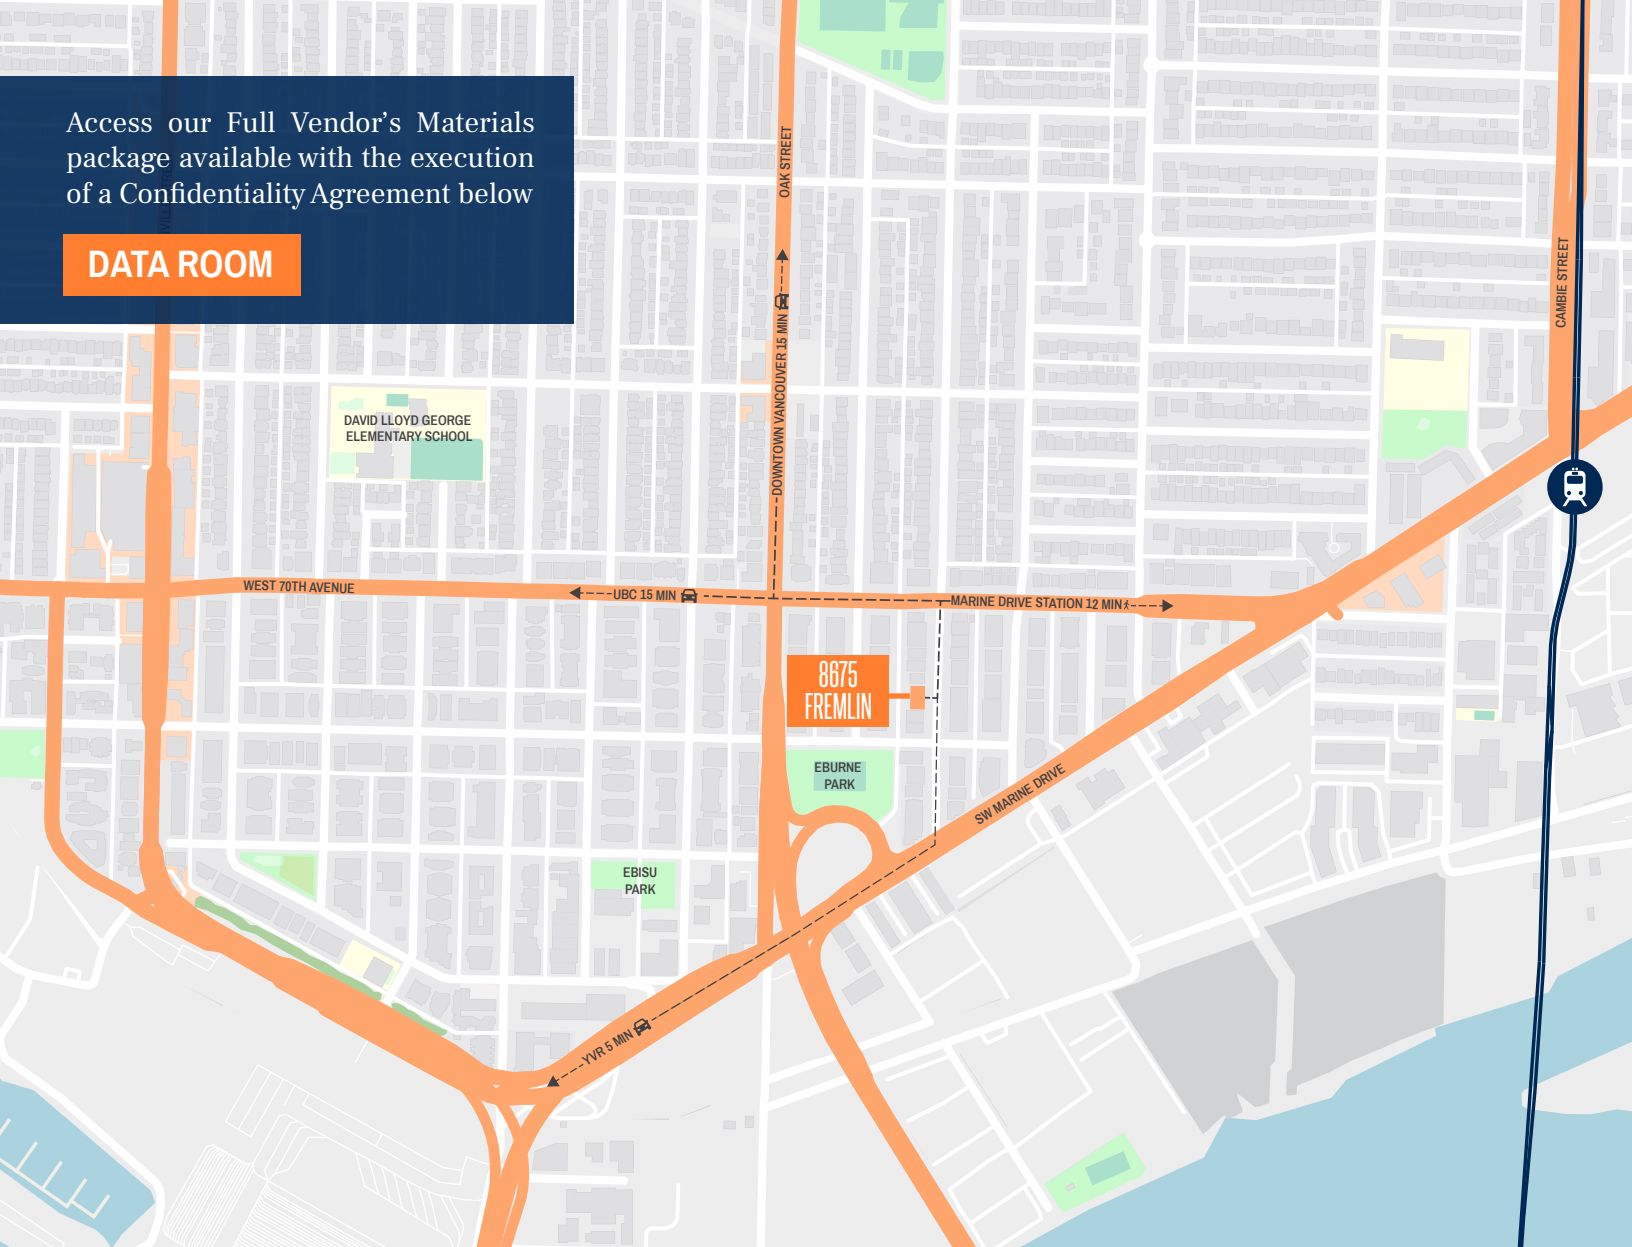 Access our Full Vendor’s Materials
package available with the execution
of a Confidentiality Agreement below
DATA ROOM
OAK STREET
CAMBIE STREET
DOWNTOWN VANCOUVER 15 MIN
DAVID LLOYD GEORGE
ELEMENTARY SCHOOL
WEST 70TH AVENUE
UBC 15 MIN
MARINE DRIVE STATION 12 MIN
8675
FREMLIN
EBURNE
PARK
SW MARINE DRIVE
EBISU
PARK
YVR 5 MIN